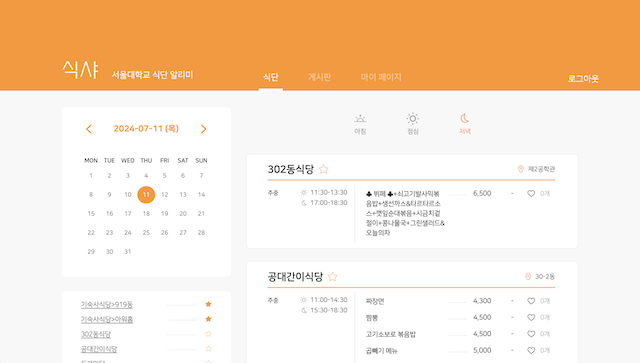 식샤 서울대학교 식단 알리미 식단 게시판 마이 페이지 로그아웃
2024-07-11 (목)
MON TUE WED THU FRI SAT SUN
1 2 3 4 5 6 7
8 9 10 11 12 13 14
15 16 17 18 19 20 21
22 23 24 25 26 27 28
29 30 31
기숙사식당>919동
기숙사식당>아워홈
302동식당
공대간이식당
아침 점심 저녁
302동식당 제2공학관
주중 11:30-13:30
17:00-18:30
♣ 뷔페 ♣+쇠고기발사믹볶 6,500 - 0개
음밥+생선까스&타르타르소
스+깻잎순대볶음+시금치겉
절이+콩나물국+그린샐러드&
오늘의차
공대간이식당 30-2동
주중 11:00-14:30
15:30-18:30
짜장면 4,300 - 0개
짬뽕 4,500 - 0개
고기소보로 볶음밥 4,500 - 0개
곱빼기 메뉴 5,000 - 0개